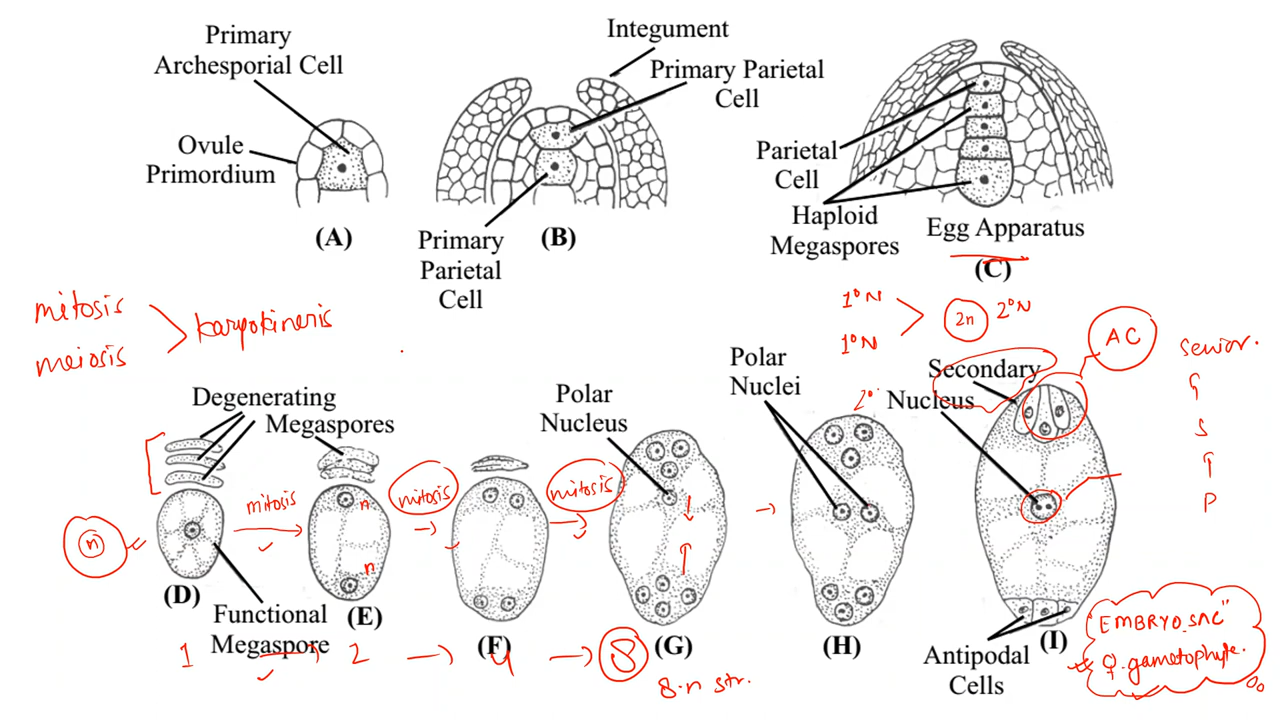 Primary
Archesporial Cell
Ovule
Primordium
(A)
Integument
Primary Parietal
Cell
Primary
Parietal
Cell
(B)
Parietal
Cell
Haploid
Megaspores
Egg Apparatus
(C)
mitosis
meiosis
karyokinesis
1° N
1° N
2n
2° N
AC
Degenerating
Megaspores
mitosis
n
(D)
Functional
Megaspore
n
n
(E)
mitosis
(F)
mitosis
Polar
Nucleus
(G)
Polar
Nuclei
2°
(H)
Secondary
Nucleus
Antipodal
Cells
(I)
S
P
1
2
4
8
8-n str.
"EMBRYO SAC"
♀ gametophyte.